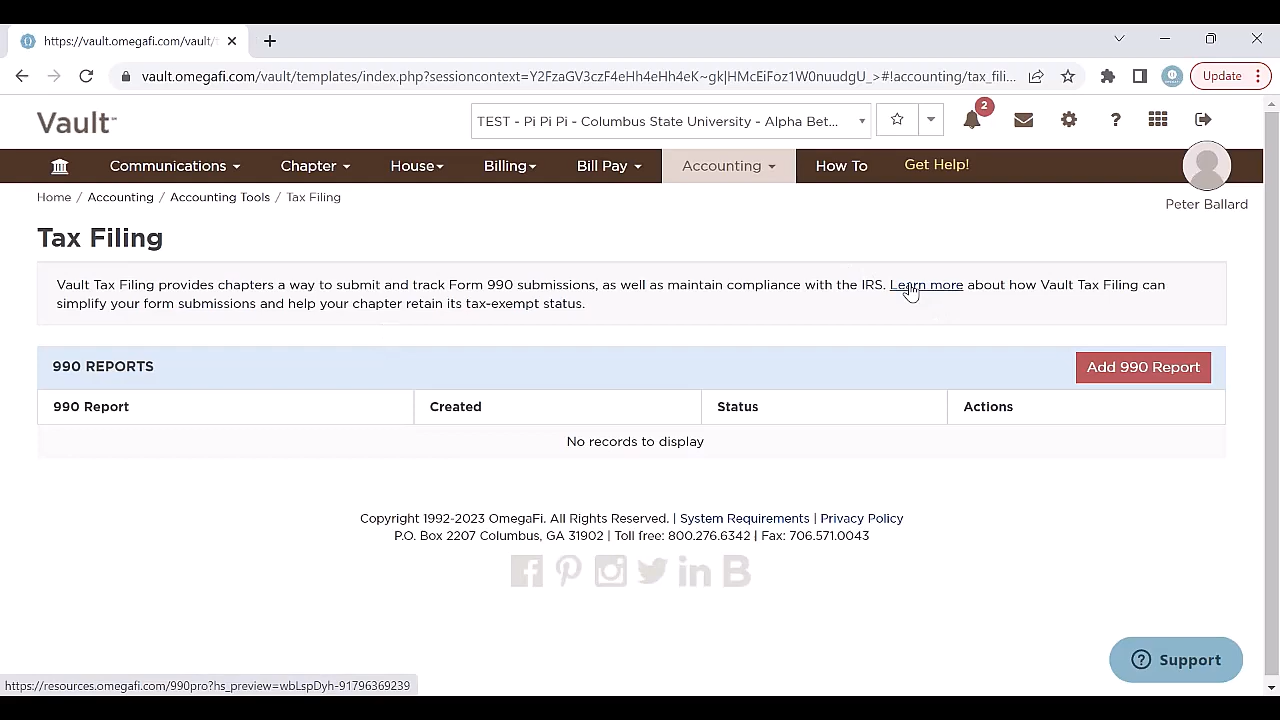 https://vault.omegafi.com/vault/t
vault.omegafi.com/vault/templates/index.php?sessioncontext=Y2FzaGV3czF4eHh4eHh4eK~gk|HMcEiFoz1W0nuudgU_>#!accounting/tax_fili...
Update
Vault™
TEST - Pi Pi Pi - Columbus State University - Alpha Bet...
2
Communications
Chapter
House
Billing
Bill Pay
Accounting
How To
Get Help!
Home / Accounting / Accounting Tools / Tax Filing
Peter Ballard
Tax Filing
Vault Tax Filing provides chapters a way to submit and track Form 990 submissions, as well as maintain compliance with the IRS. Learn more about how Vault Tax Filing can
simplify your form submissions and help your chapter retain its tax-exempt status.
990 REPORTS
Add 990 Report
990 Report
Created
Status
Actions
No records to display
Copyright 1992-2023 OmegaFi. All Rights Reserved. | System Requirements | Privacy Policy
P.O. Box 2207 Columbus, GA 31902 | Toll free: 800.276.6342 | Fax: 706.571.0043
Support
https://resources.omegafi.com/990pro?hs_preview=wbLspDyh-91796369239